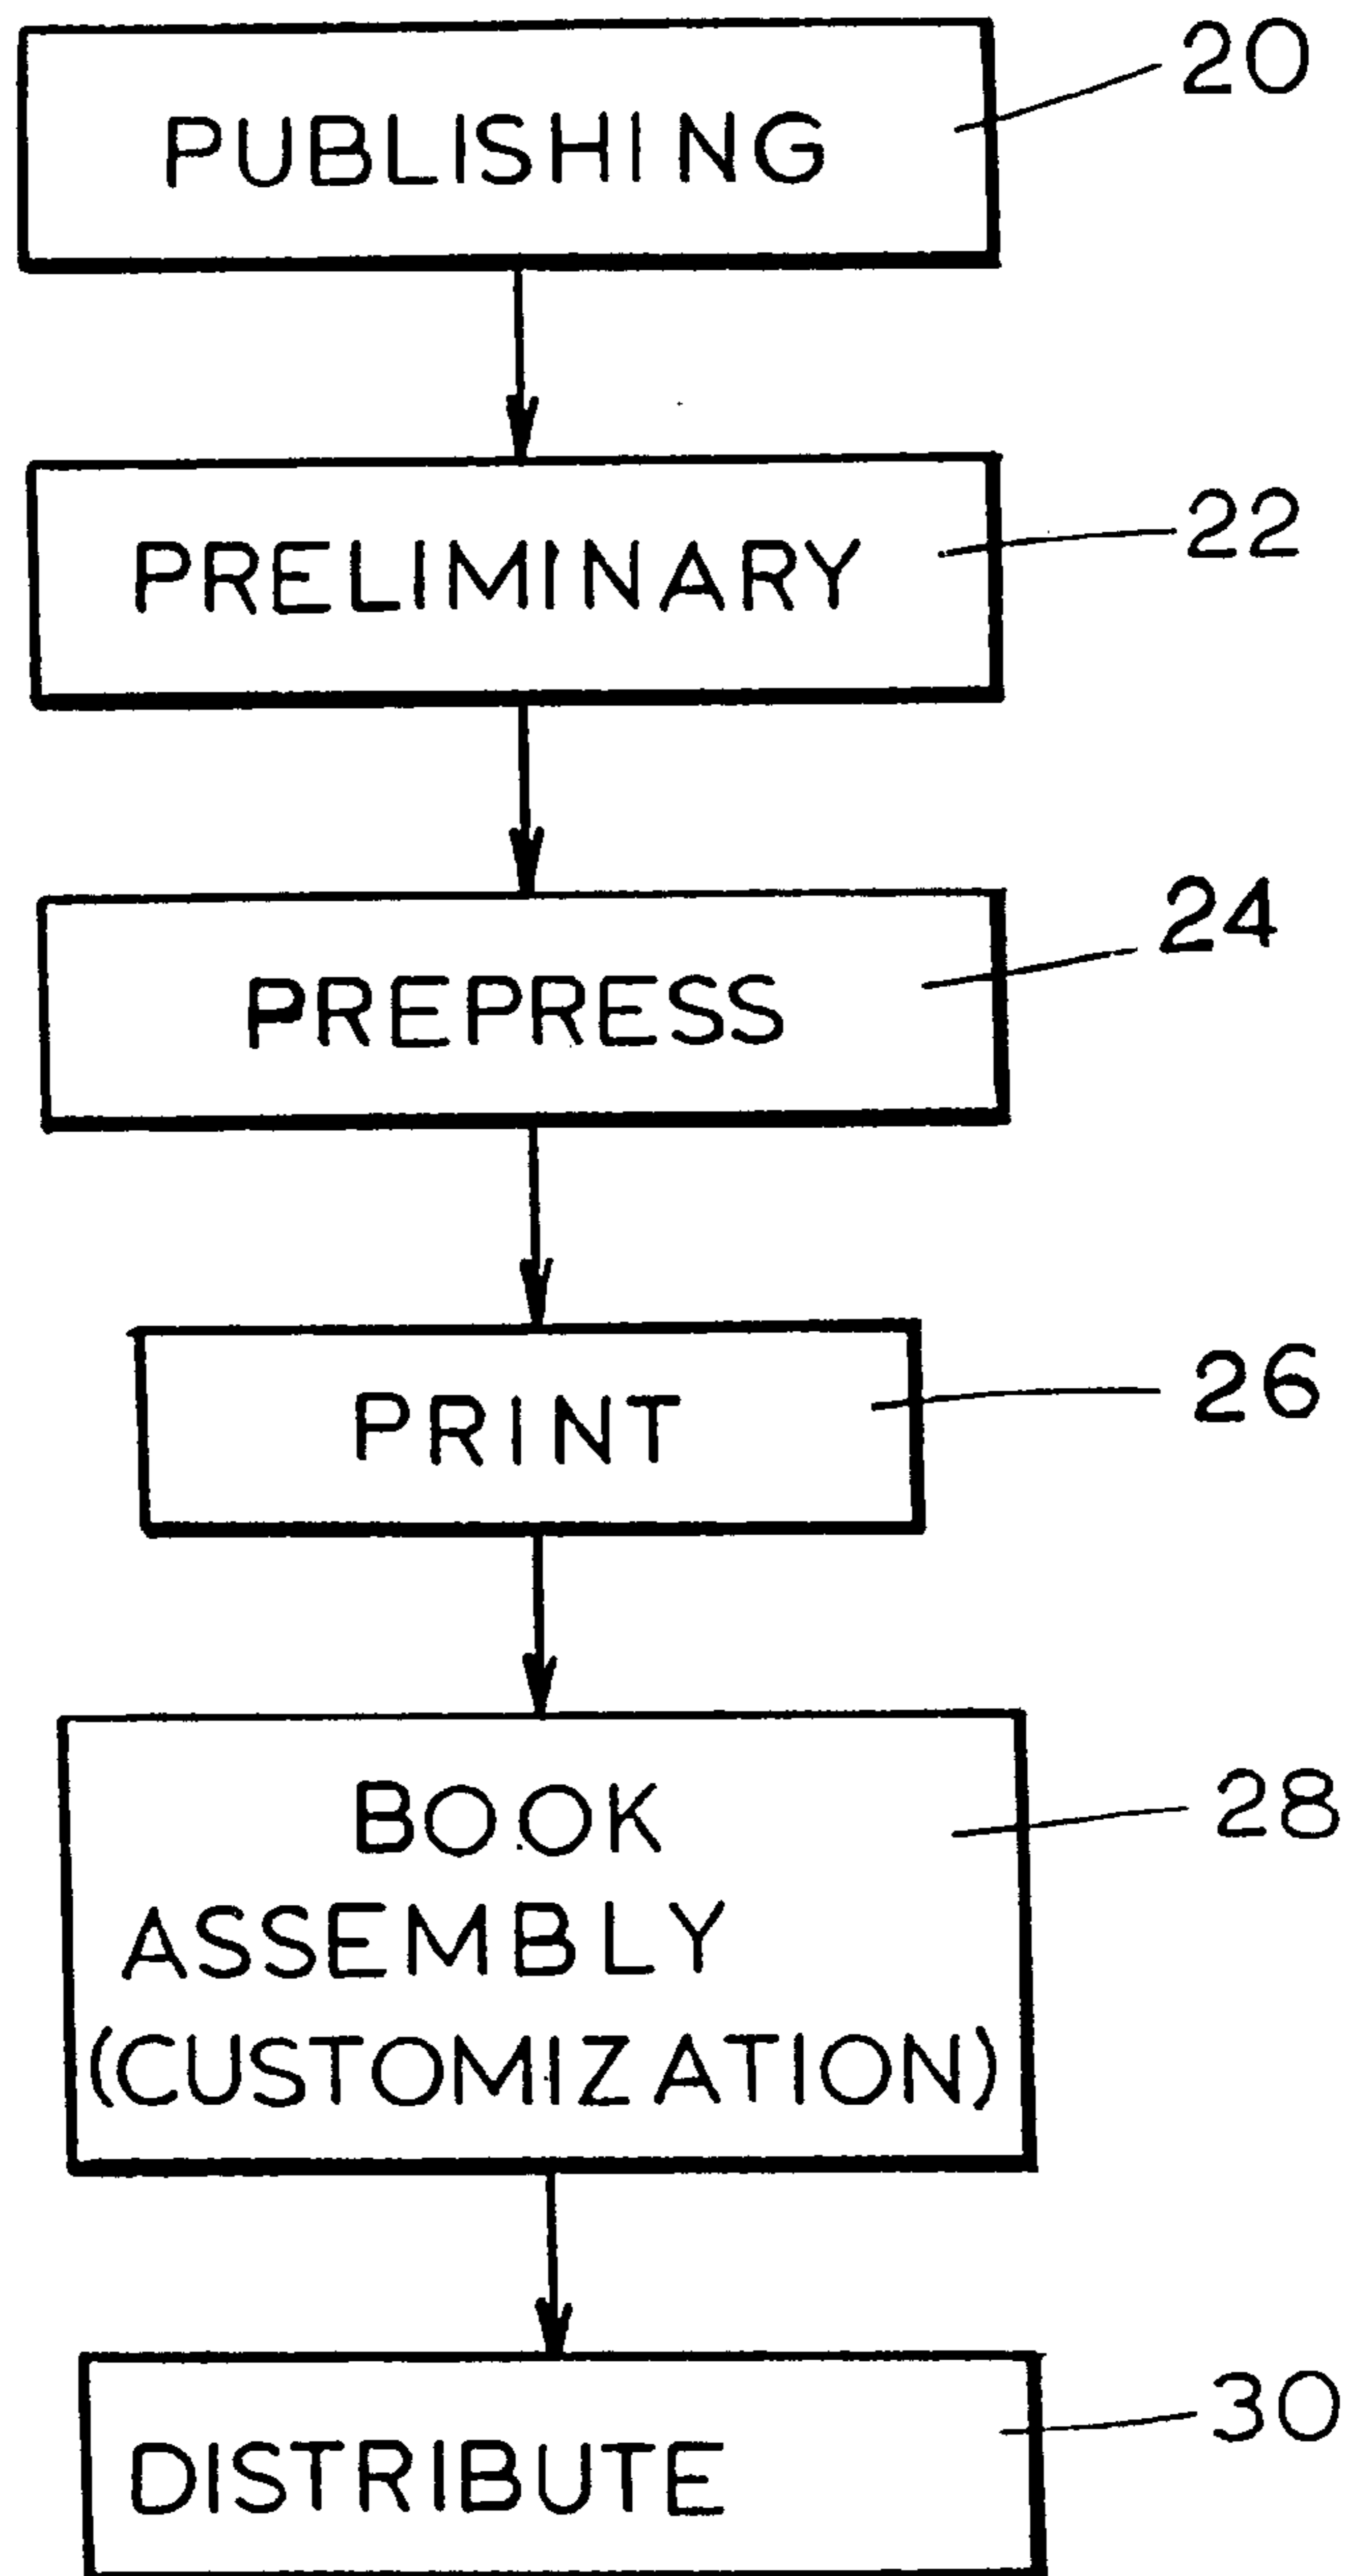 PUBLISHING
20
PRELIMINARY
22
PREPRESS
24
PRINT
26
BOOK
ASSEMBLY
(CUSTOMIZATION)
28
DISTRIBUTE
30